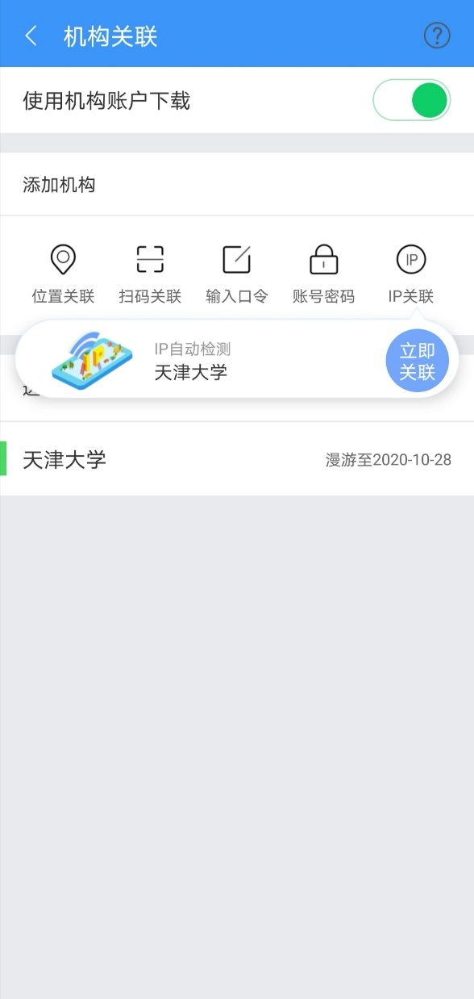 机构关联
?
使用机构账户下载
添加机构
位置关联 扫码关联 输入口令 账号密码 IP关联
IP
IP自动检测
天津大学
立即
关联
天津大学 漫游至2020-10-28